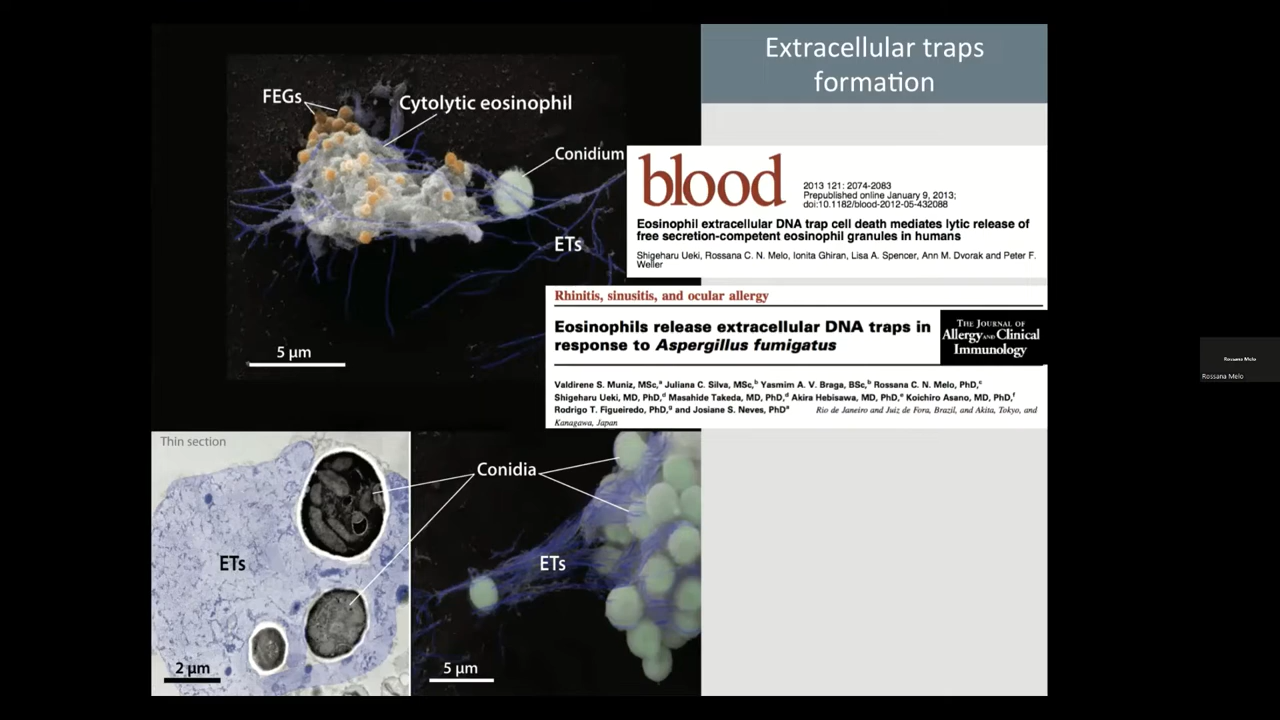 Extracellular traps
formation
FEGs
Cytolytic eosinophil
Conidium
ETs
5 µm
blood
2013 121: 2074-2083
Prepublished online January 9, 2013;
doi:10.1182/blood-2012-05-432088
Eosinophil extracellular DNA trap cell death mediates lytic release of
free secretion-competent eosinophil granules in humans
Shigeharu Ueki, Rossana C. N. Melo, Ionita Ghiran, Lisa A. Spencer, Ann M. Dvorak and Peter F.
Weller
Rhinitis, sinusitis, and ocular allergy
Eosinophils release extracellular DNA traps in
response to Aspergillus fumigatus
THE JOURNAL OF
Allergy AND Clinical
Immunology
Valdirene S. Muniz, MSc,ᵃ Juliana C. Silva, MSc,ᵇ Yasmim A. V. Braga, BSc,ᵇ Rossana C. N. Melo, PhD,ᶜ
Shigeharu Ueki, MD, PhD,ᵈ Masahide Takeda, MD, PhD,ᵈ Akira Hebisawa, MD, PhD,ᵉ Koichiro Asano, MD, PhD,ᶠ
Rodrigo T. Figueiredo, PhD,ᵍ and Josiane S. Neves, PhDᵃ Rio de Janeiro and Juiz de Fora, Brazil, and Akita, Tokyo, and
Kanagawa, Japan
Thin section
Conidia
ETs
ETs
2 µm
5 µm
Rossana Melo
Rossana Melo